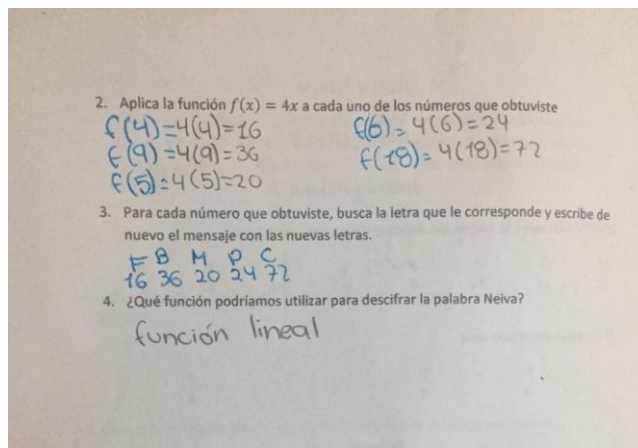 2. Aplica la función f(x) = 4x a cada uno de los números que obtuviste
f(4)=4(4)=16
f(9)=4(9)=36
f(5)=4(5)=20
f(6)=4(6)=24
f(18)=4(18)=72
3. Para cada número que obtuviste, busca la letra que le corresponde y escribe de
nuevo el mensaje con las nuevas letras.
F B M P C
16 36 20 24 72
4. ¿Qué función podríamos utilizar para descifrar la palabra Neiva?
función lineal